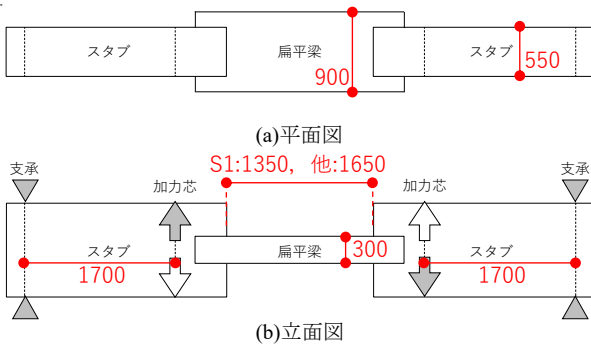 スタブ
扁平梁
スタブ
900
550
(a)平面図
S1:1350, 他:1650
支承
加力芯
加力芯
支承
スタブ
扁平梁
300
スタブ
1700
1700
(b)立面図